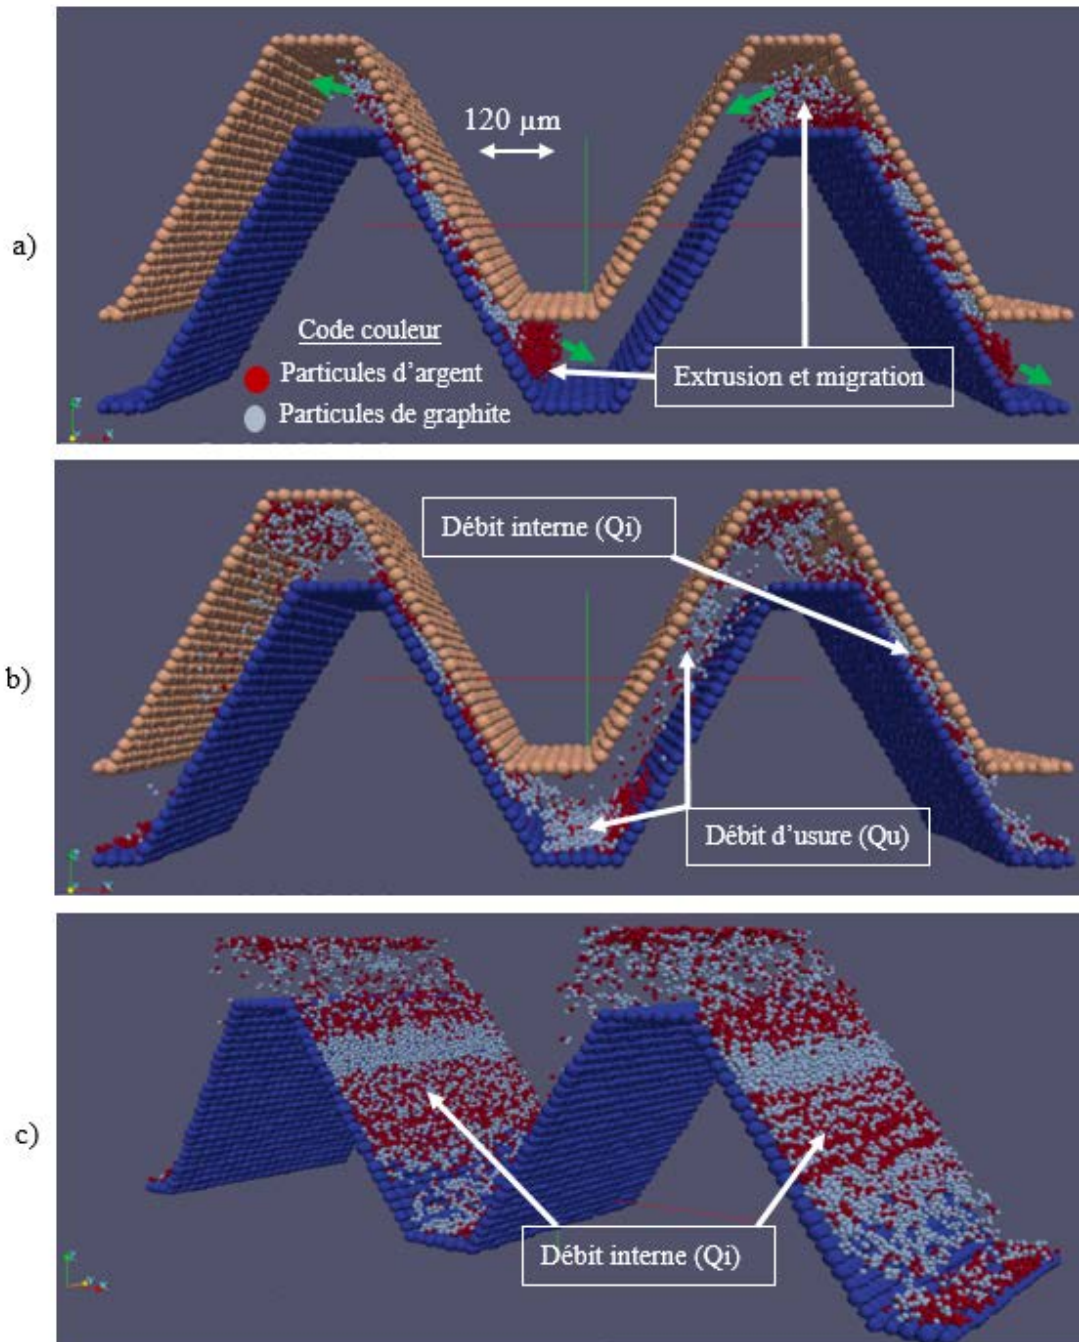 a)
120 µm
Code couleur
Particules d'argent
Particules de graphite
Extrusion et migration
b)
Débit interne (Qi)
Débit d'usure (Qu)
c)
Débit interne (Qi)